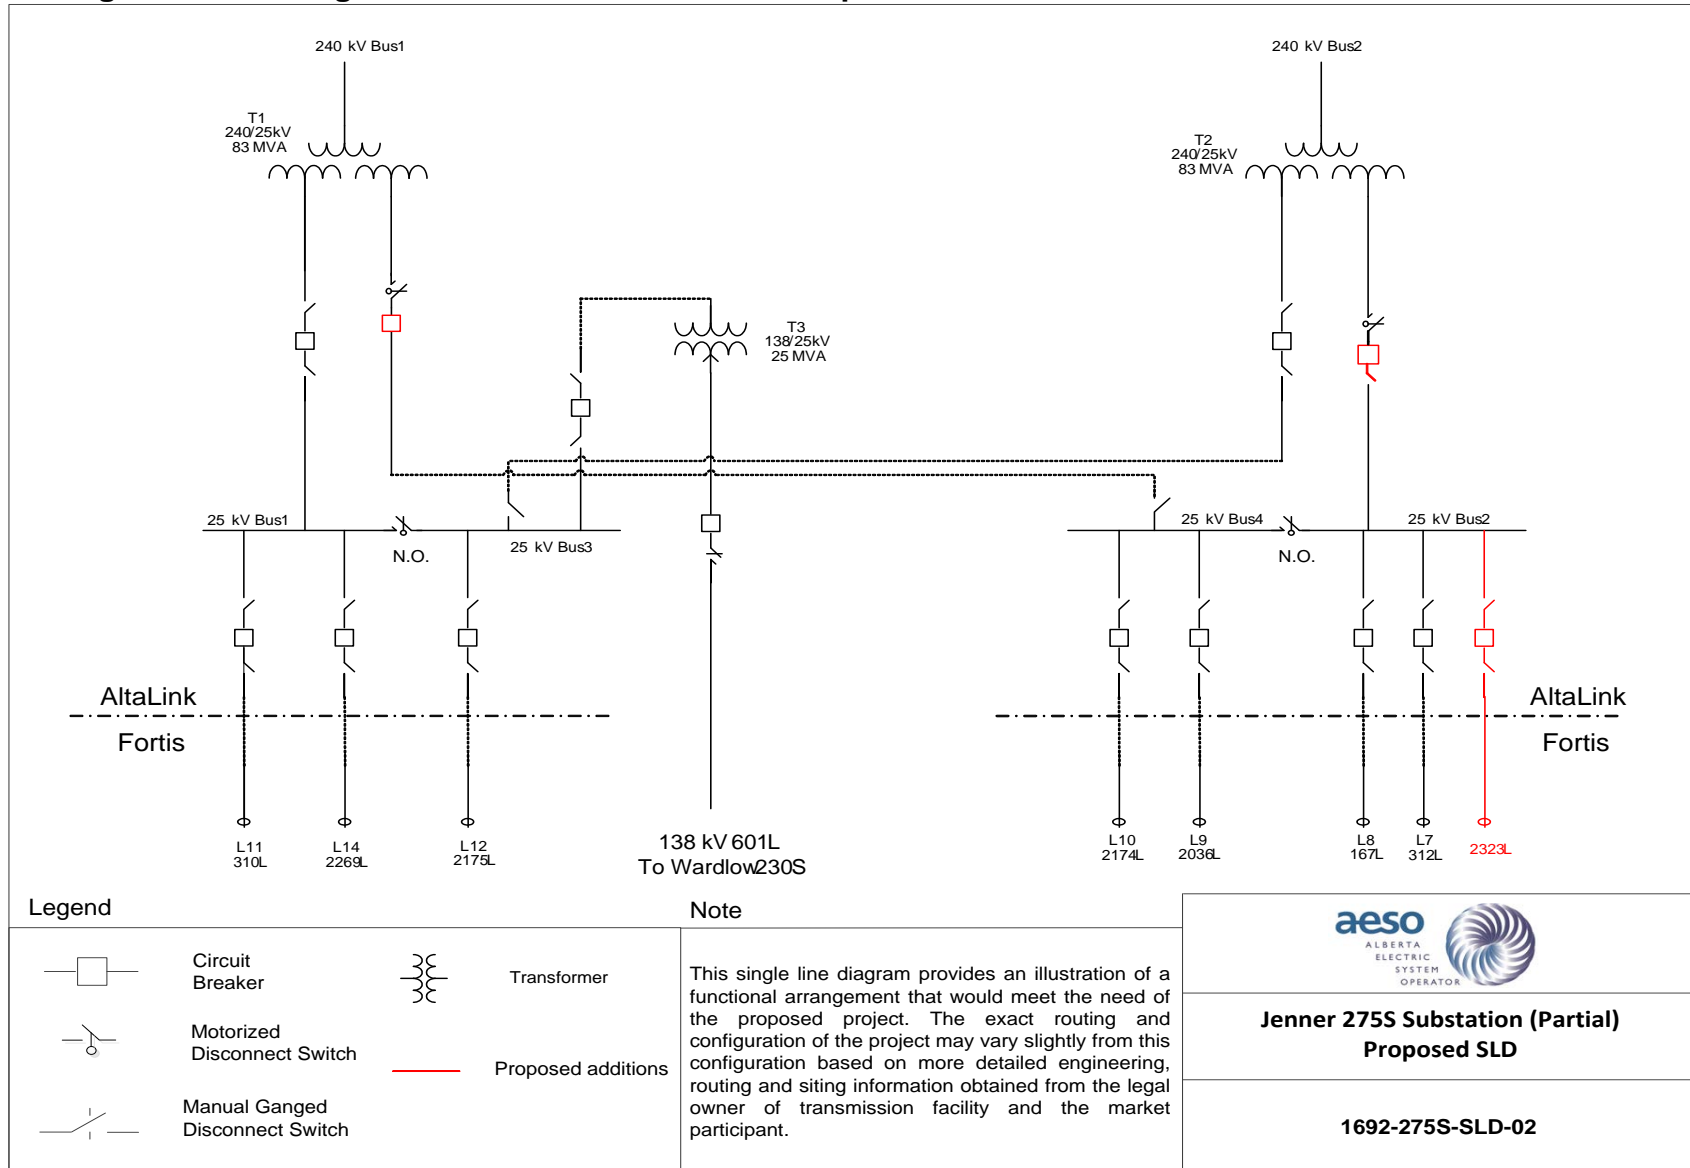 240 kV Bus1
240 kV Bus2
T1
240/25kV
83 MVA
T2
240/25kV
83 MVA
T3
138/25kV
25 MVA
25 kV Bus1
N.O.
25 kV Bus3
25 kV Bus4
N.O.
25 kV Bus2
AltaLink
Fortis
AltaLink
Fortis
L11
310L
L14
2269L
L12
2175L
138 kV 601L
To Wardlow230S
L10
2174L
L9
2036L
L8
167L
L7
312L
2323L
Legend
Circuit
Breaker
Transformer
Motorized
Disconnect Switch
Proposed additions
Manual Ganged
Disconnect Switch
Note
This single line diagram provides an illustration of a
functional arrangement that would meet the need of
the proposed project. The exact routing and
configuration of the project may vary slightly from this
configuration based on more detailed engineering,
routing and siting information obtained from the legal
owner of transmission facility and the market
participant.
aeso
ALBERTA
ELECTRIC
SYSTEM
OPERATOR
Jenner 275S Substation (Partial)
Proposed SLD
1692-275S-SLD-02